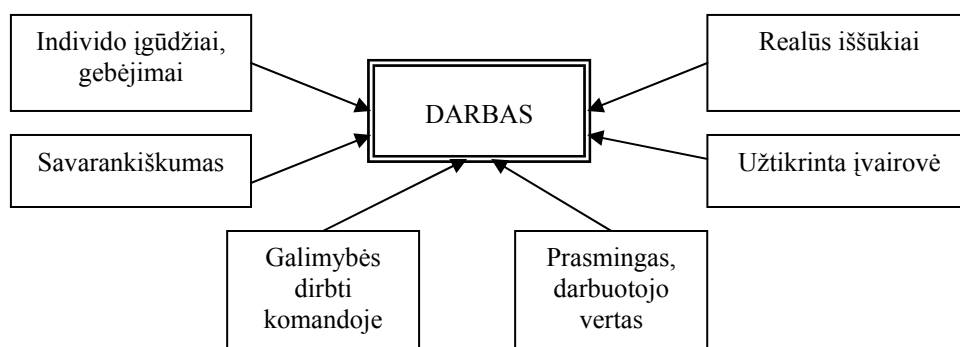 Individo įgūdžiai,
gebėjimai
Realūs iššūkiai
DARBAS
Savarankiškumas
Užtikrinta įvairovė
Galimybės
dirbti
komandoje
Prasmingas,
darbuotojo
vertas